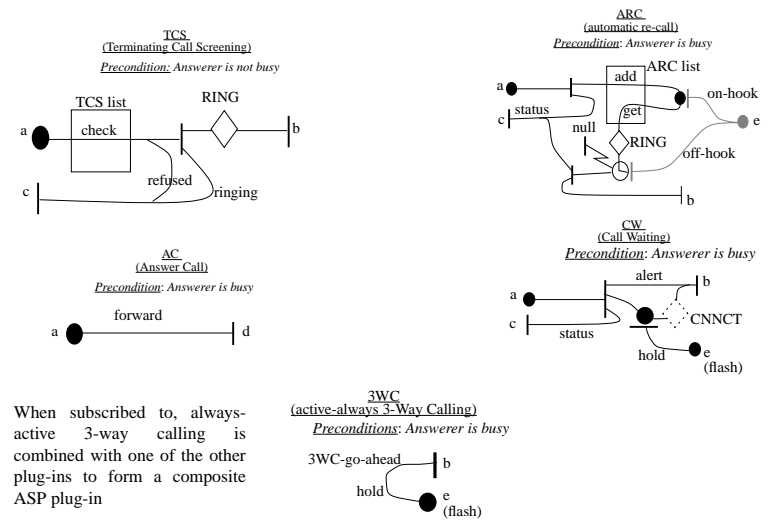 TCS
(Terminating Call Screening)
Precondition: Answerer is not busy
TCS list
RING
a
check
b
refused
c
ringing
ARC
(automatic re-call)
Precondition: Answerer is busy
ARC list
add
a
on-hook
status
get
c
null
e
RING
off-hook
b
AC
(Answer Call)
Precondition: Answerer is busy
forward
a
d
CW
(Call Waiting)
Precondition: Answerer is busy
alert
b
a
c
CNNCT
status
hold
e
(flash)
When subscribed to, always-
active 3-way calling is
combined with one of the other
plug-ins to form a composite
ASP plug-in
3WC
(active-always 3-Way Calling)
Preconditions: Answerer is busy
3WC-go-ahead
b
hold
e
(flash)